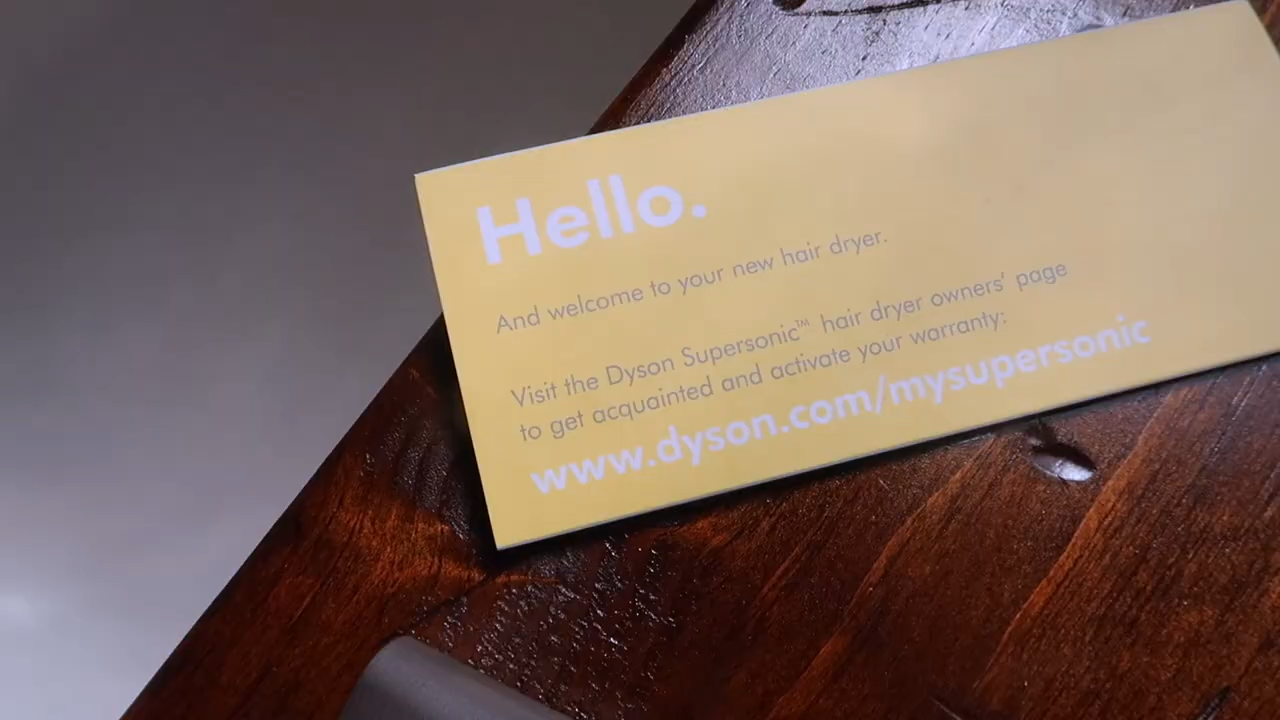 Hello.
And welcome to your new hair dryer.
Visit the Dyson Supersonic™ hair dryer owners' page
to get acquainted and activate your warranty:
www.dyson.com/mysupersonic